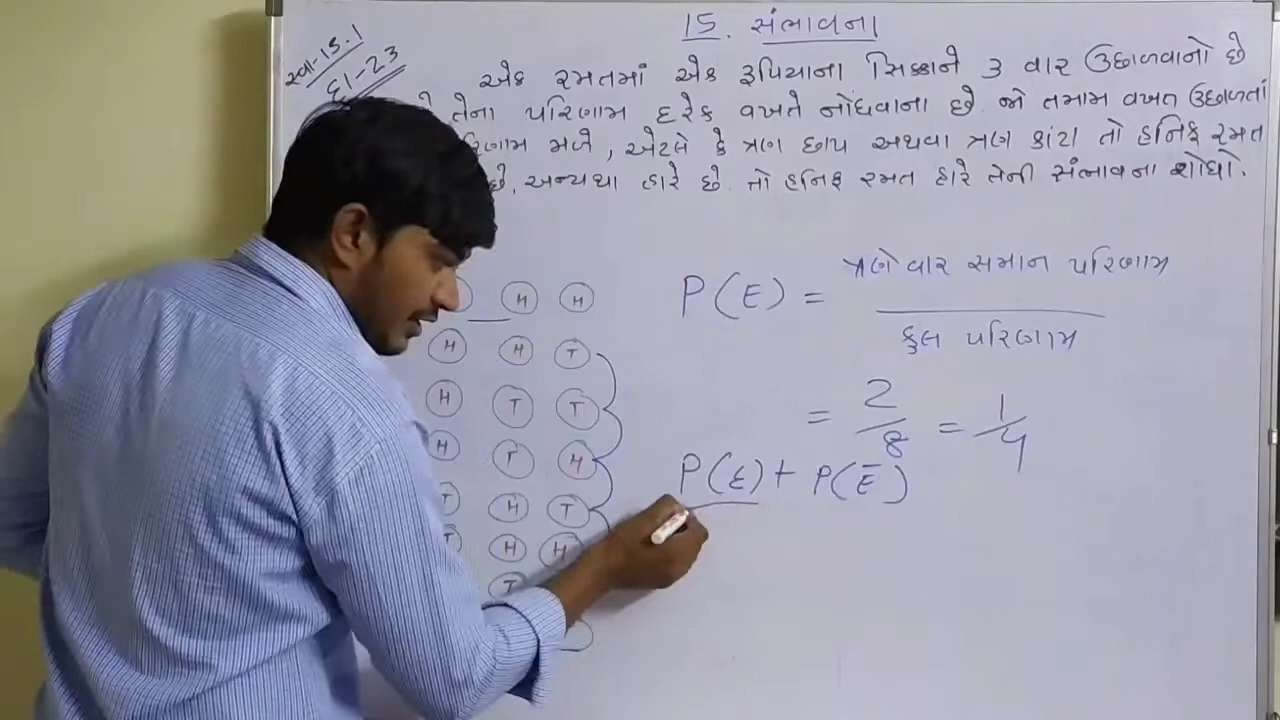 15. સંભાવના
સ્વા-15.1
દા-23
એક રમતમાં એક રૂપિયાના સિક્કાને 3 વાર ઉછાળવાનો છે
તેના પરિણામ દરેક વખતે નોંધવાના છે. જો તમામ વખત ઉછાળતાં
મળે, એટલે કે ત્રણ છાપ અથવા ત્રણ કાંટા તો હનિફ રમત
છે, અન્યથા હારે છે. તો હનિફ રમત હારે તેની સંભાવના શોધો.
P(E) = ત્રણે વાર સમાન પરિણામ
કુલ પરિણામ
= 2/8 = 1/4
P(E) + P(E̅)
H H
H H T
H T T
H T H
T H T
T H H
T